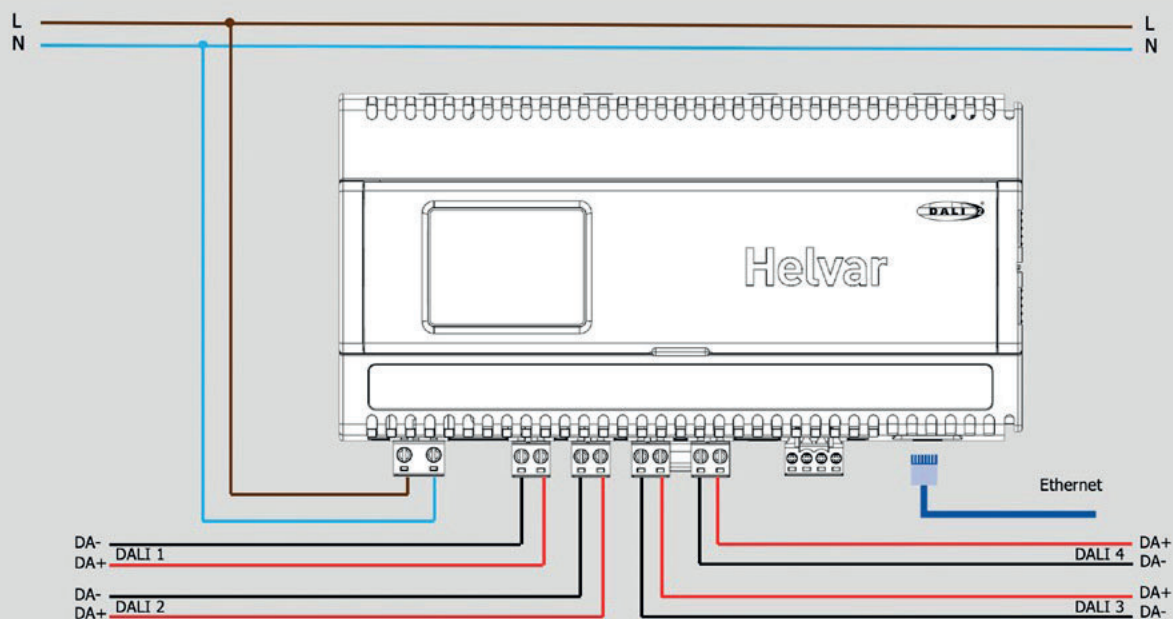 L L
N N
DALI
Helvar
Ethernet
DA- DA+
DALI 1 DALI 4
DA+ DA-
DA- DA+
DALI 2 DALI 3
DA+ DA-